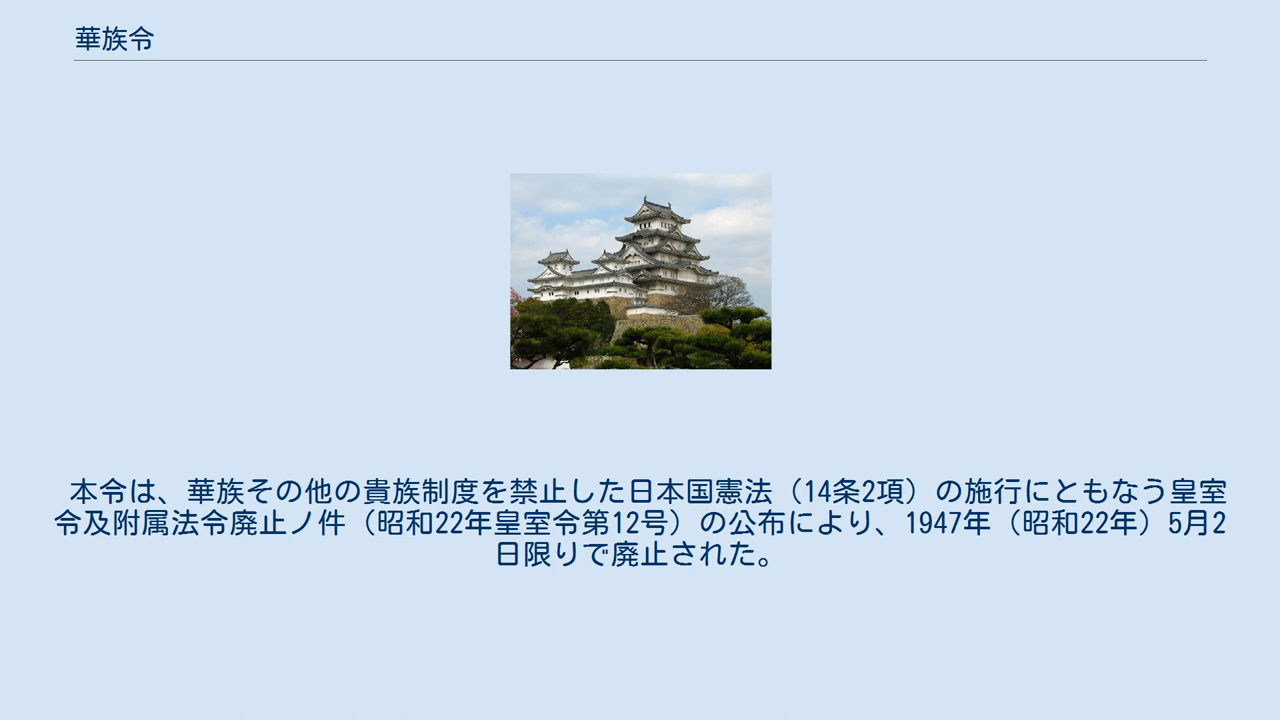 華族令
本令は、華族その他の貴族制度を禁止した日本国憲法（14条2項）の施行にともなう皇室
令及附属法令廃止ノ件（昭和22年皇室令第12号）の公布により、1947年（昭和22年）5月2
日限りで廃止された。